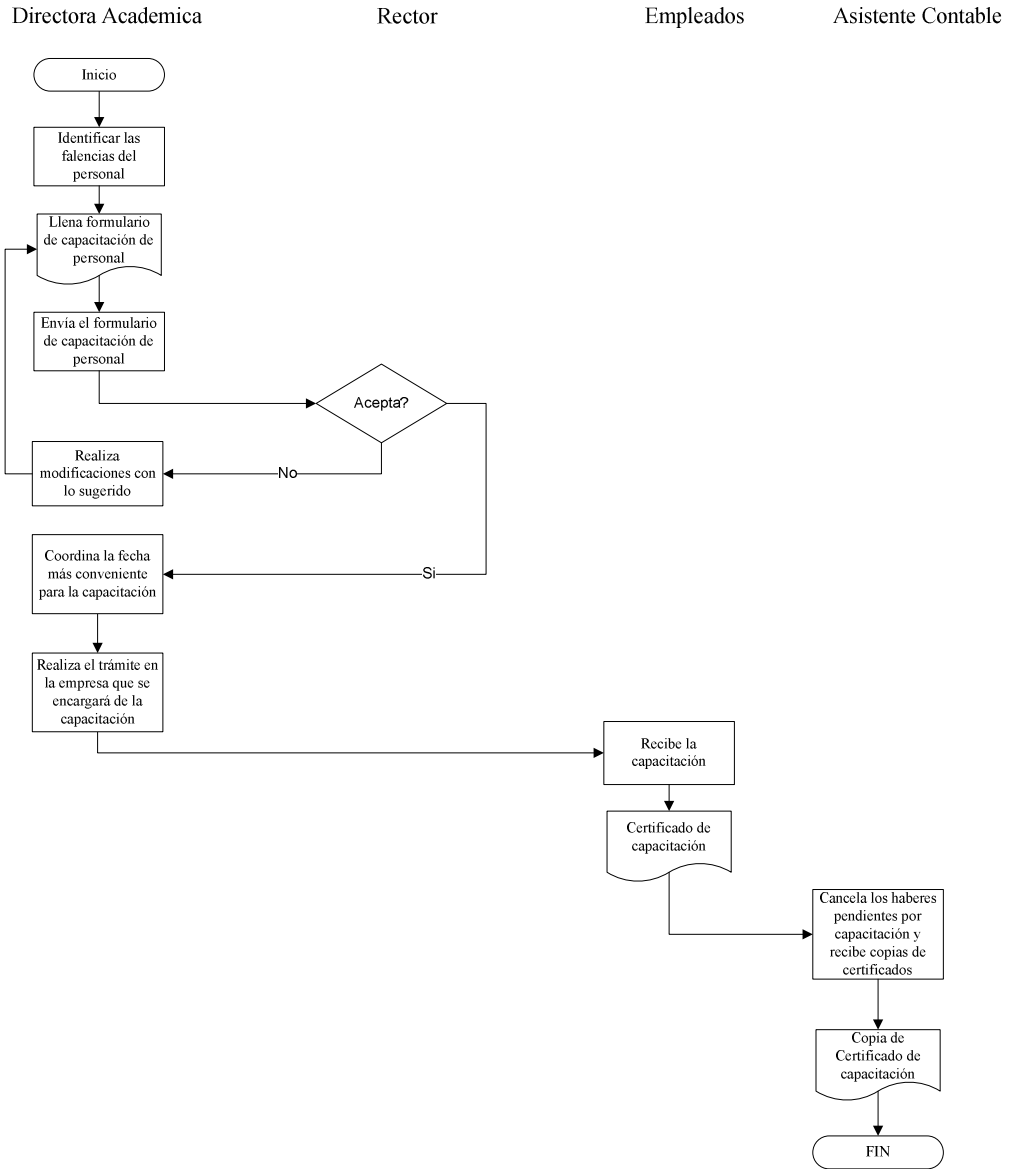 Directora Academica
Rector
Empleados
Asistente Contable
Inicio
Identificar las
falencias del
personal
Llena formulario
de capacitación de
personal
Envía el formulario
de capacitación de
personal
Acepta?
Realiza
modificaciones con
lo sugerido
No
Coordina la fecha
más conveniente
para la capacitación
Si
Realiza el trámite en
la empresa que se
encargará de la
capacitación
Recibe la
capacitación
Certificado de
capacitación
Cancela los haberes
pendientes por
capacitación y
recibe copias de
certificados
Copia de
Certificado de
capacitación
FIN